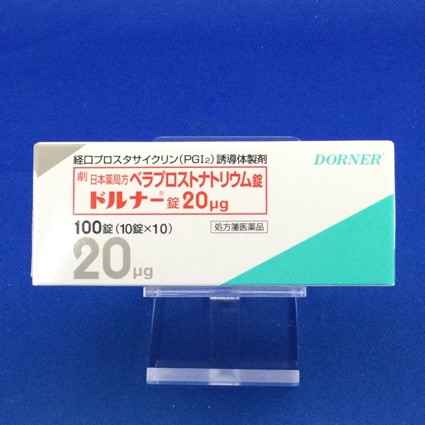 経口プロスタサイクリン(PGI₂)誘導体製剤
DORNER®
劇 日本薬局方 ベラプロストナトリウム錠
ドルナー®錠20μg
100錠(10錠×10)
処方箋医薬品
20μg